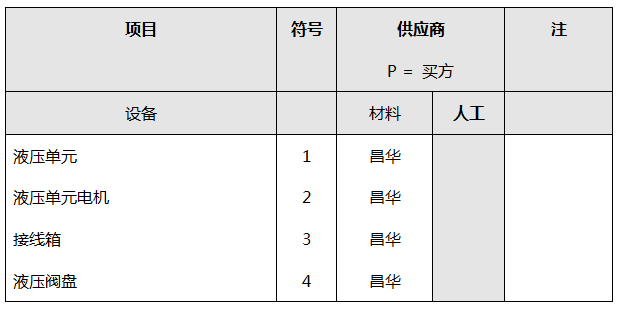 项目 符号 供应商 注
P = 买方
设备 材料 人工
液压单元 1 昌华
液压单元电机 2 昌华
接线箱 3 昌华
液压阀盘 4 昌华